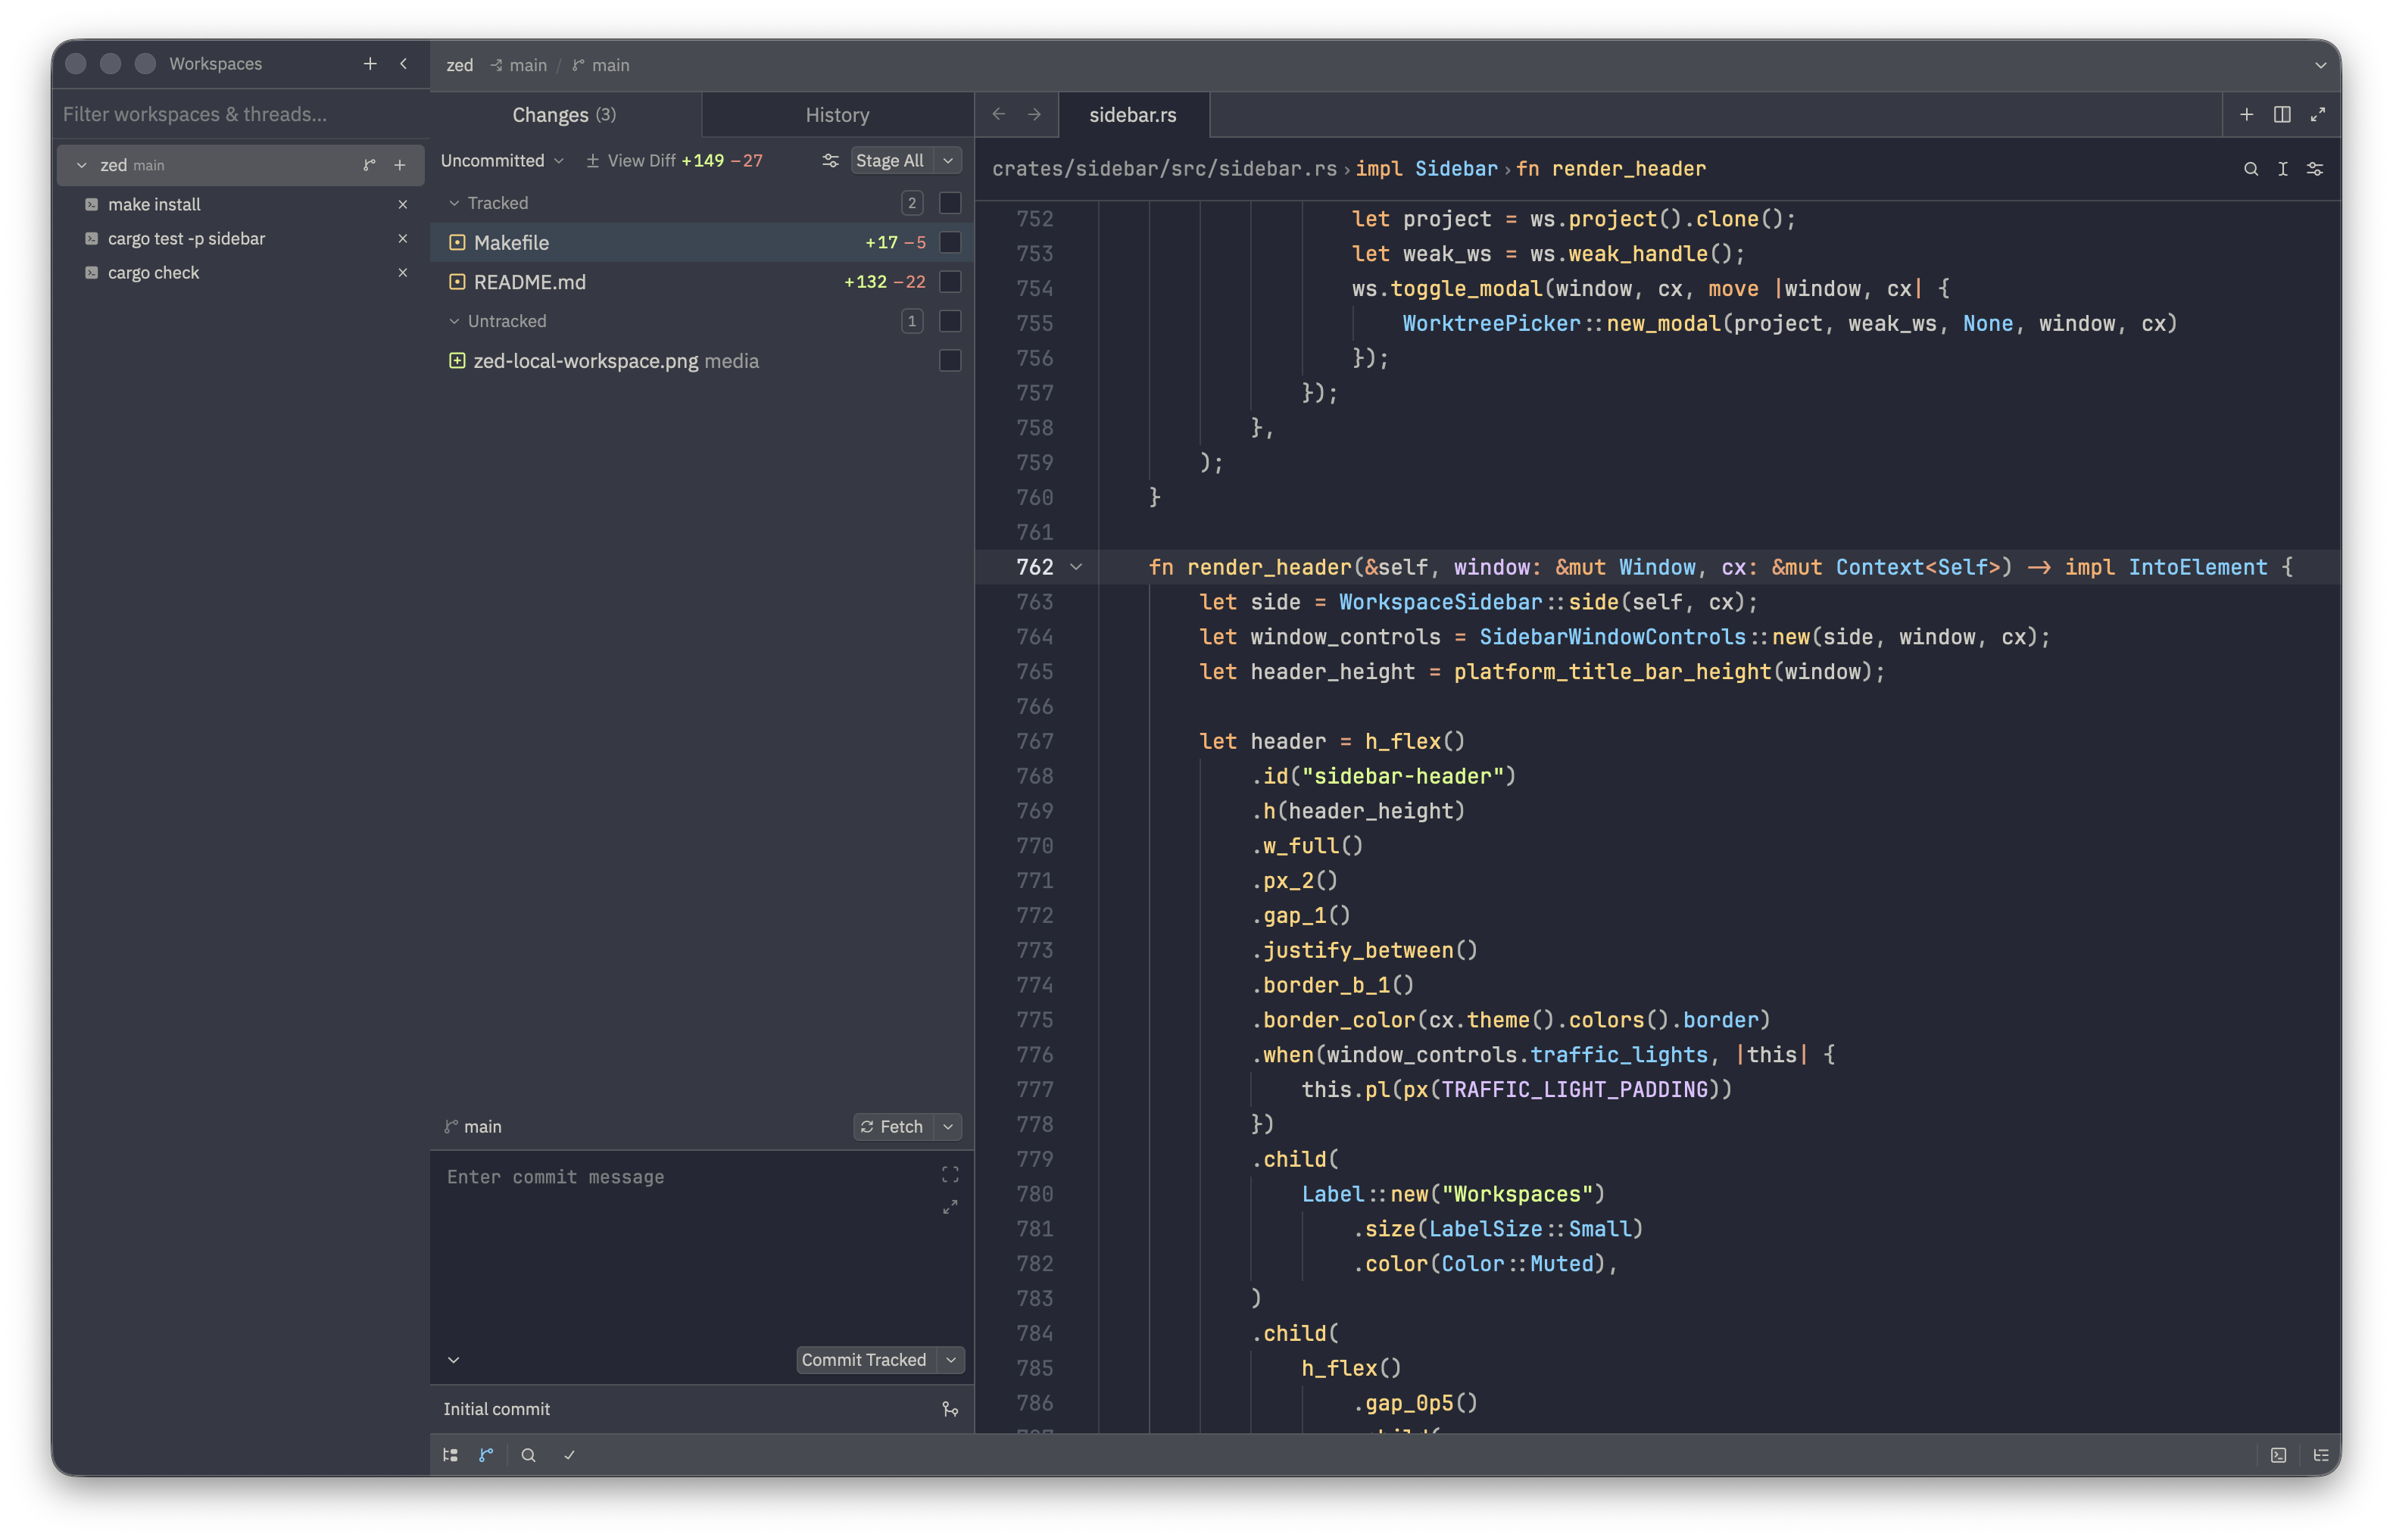 Workspaces
Filter workspaces & threads...
zed main
make install
cargo test -p sidebar
cargo check
zed main / main
Changes (3)
History
Uncommitted
View Diff +149 −27
Stage All
Tracked 2
Makefile +17 −5
README.md +132 −22
Untracked 1
zed-local-workspace.png media
main
Fetch
Enter commit message
Commit Tracked
Initial commit
sidebar.rs
crates/sidebar/src/sidebar.rs › impl Sidebar › fn render_header
752 let project = ws.project().clone();
753 let weak_ws = ws.weak_handle();
754 ws.toggle_modal(window, cx, move |window, cx| {
755 WorktreePicker::new_modal(project, weak_ws, None, window, cx)
756 });
757 });
758 },
759 );
760 }
761
762 fn render_header(&self, window: &mut Window, cx: &mut Context<Self>) -> impl IntoElement {
763 let side = WorkspaceSidebar::side(self, cx);
764 let window_controls = SidebarWindowControls::new(side, window, cx);
765 let header_height = platform_title_bar_height(window);
766
767 let header = h_flex()
768 .id("sidebar-header")
769 .h(header_height)
770 .w_full()
771 .px_2()
772 .gap_1()
773 .justify_between()
774 .border_b_1()
775 .border_color(cx.theme().colors().border)
776 .when(window_controls.traffic_lights, |this| {
777 this.pl(px(TRAFFIC_LIGHT_PADDING))
778 })
779 .child(
780 Label::new("Workspaces")
781 .size(LabelSize::Small)
782 .color(Color::Muted),
783 )
784 .child(
785 h_flex()
786 .gap_0p5()